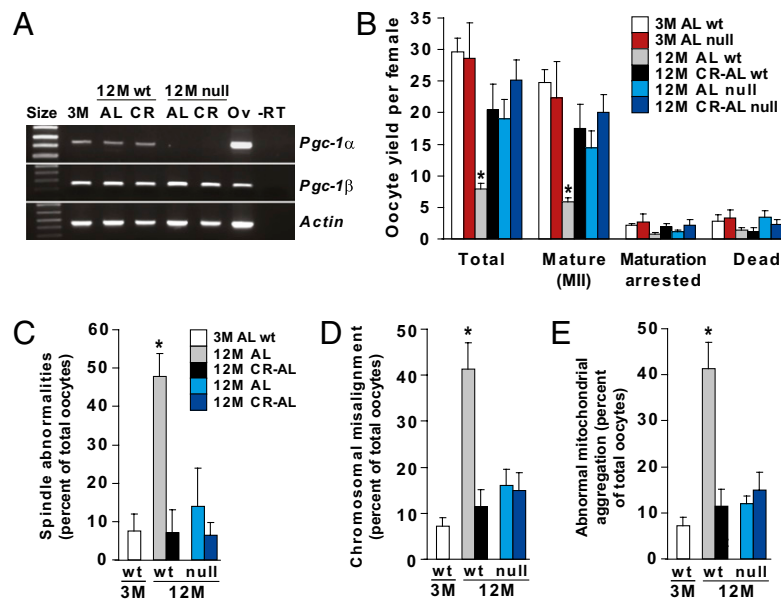 A
12M wt 12M null
Size 3M AL CR AL CR Ov -RT
Pgc-1α
Pgc-1β
Actin
B
Oocyte yield per female
35
30
25
20
15
10
5
0
* *
Total Mature (MII) Maturation arrested Dead
3M AL wt
3M AL null
12M AL wt
12M CR-AL wt
12M AL null
12M CR-AL null
C
Spindle abnormalities
(percent of total oocytes)
60
50
40
30
20
10
0
*
wt wt null
3M 12M
3M AL wt
12M AL
12M CR-AL
12M AL
12M CR-AL
D
Chromosomal misalignment
(percent of total oocytes)
50
40
30
20
10
0
*
wt wt null
3M 12M
E
Abnormal mitochondrial
aggregation (percent
of total oocytes)
50
40
30
20
10
0
*
wt wt null
3M 12M